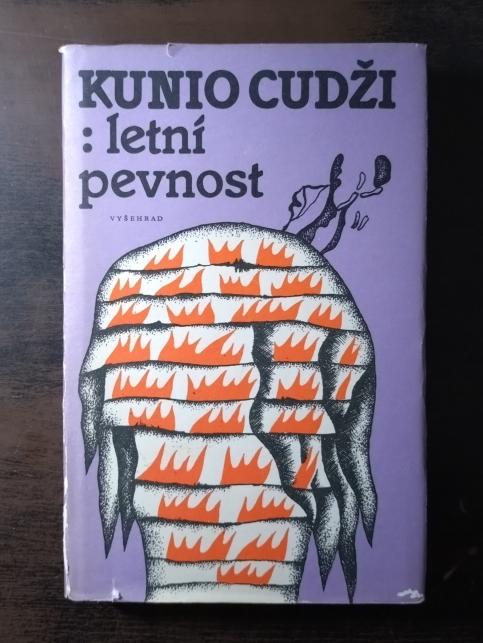 KUNIO CUDŽI
: letní
pevnost
VYŠEHRAD